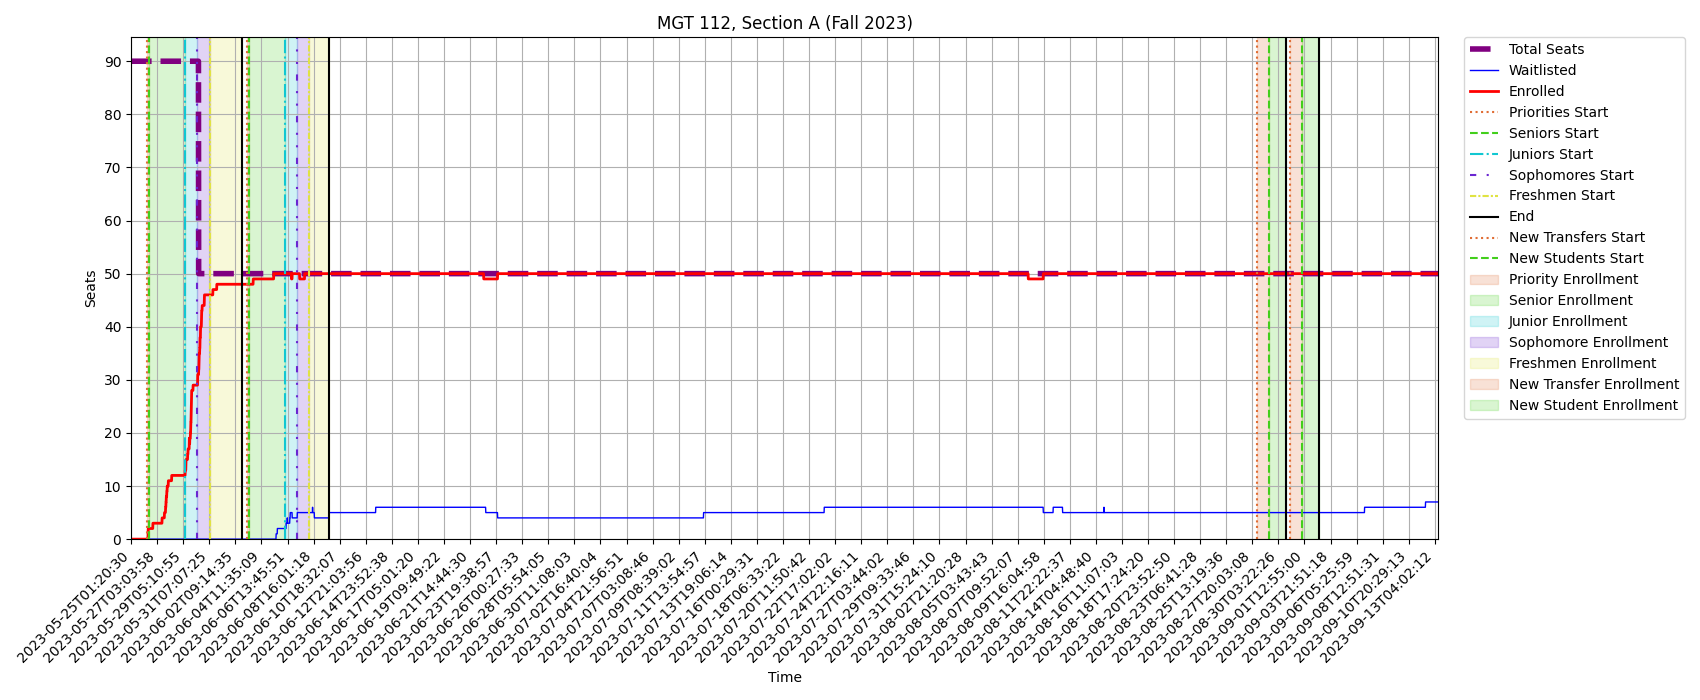 MGT 112, Section A (Fall 2023)
Seats
90
80
70
60
50
40
30
20
10
0
2023-05-25T01:20:30
2023-05-27T03:03:58
2023-05-29T05:10:55
2023-05-31T07:07:25
2023-06-02T09:14:35
2023-06-04T11:35:09
2023-06-06T13:45:51
2023-06-08T16:01:18
2023-06-10T18:32:07
2023-06-12T21:03:56
2023-06-14T23:52:38
2023-06-17T05:01:20
2023-06-19T09:49:22
2023-06-21T14:44:30
2023-06-23T19:38:57
2023-06-26T00:27:33
2023-06-28T05:54:05
2023-06-30T11:08:03
2023-07-02T16:40:04
2023-07-04T21:56:51
2023-07-07T03:08:46
2023-07-09T08:39:02
2023-07-11T13:54:57
2023-07-13T19:06:14
2023-07-16T00:29:31
2023-07-18T06:33:22
2023-07-20T11:50:42
2023-07-22T17:02:02
2023-07-24T22:16:11
2023-07-27T03:44:02
2023-07-29T09:33:46
2023-07-31T15:24:10
2023-08-02T21:20:28
2023-08-05T03:43:43
2023-08-07T09:52:07
2023-08-09T16:04:58
2023-08-11T22:22:37
2023-08-14T04:48:40
2023-08-16T11:07:03
2023-08-18T17:24:20
2023-08-20T23:52:50
2023-08-23T06:41:28
2023-08-25T13:19:36
2023-08-27T20:03:08
2023-08-30T03:22:26
2023-09-01T12:55:00
2023-09-03T21:51:18
2023-09-06T05:25:59
2023-09-08T12:51:31
2023-09-10T20:29:13
2023-09-13T04:02:12
Time
Total Seats
Waitlisted
Enrolled
Priorities Start
Seniors Start
Juniors Start
Sophomores Start
Freshmen Start
End
New Transfers Start
New Students Start
Priority Enrollment
Senior Enrollment
Junior Enrollment
Sophomore Enrollment
Freshmen Enrollment
New Transfer Enrollment
New Student Enrollment